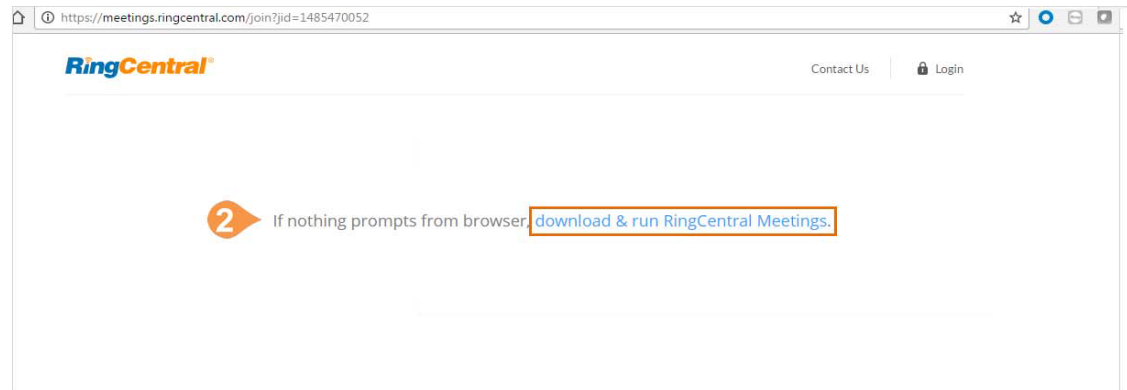 https://meetings.ringcentral.com/join?jid=1485470052
RingCentral®
Contact Us
Login
2
If nothing prompts from browser, download & run RingCentral Meetings.